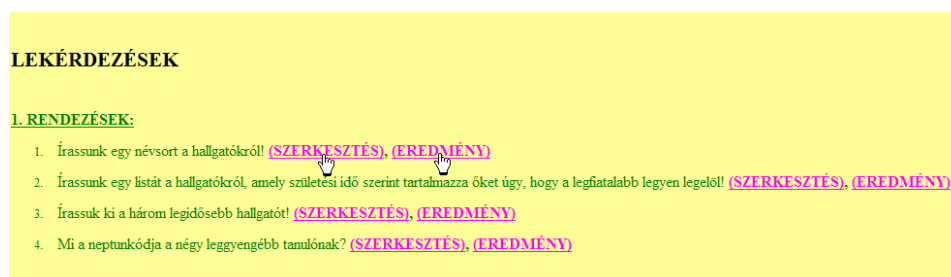 LEKÉRDEZÉSEK
1. RENDEZÉSEK:
1. Írassunk egy névsort a hallgatókról! (SZERKESZTÉS), (EREDMÉNY)
2. Írassunk egy listát a hallgatókról, amely születési idő szerint tartalmazza őket úgy, hogy a legfiatalabb legyen legelöl! (SZERKESZTÉS), (EREDMÉNY)
3. Írassuk ki a három legidősebb hallgatót! (SZERKESZTÉS), (EREDMÉNY)
4. Mi a neptunkódja a négy leggyengébb tanulónak? (SZERKESZTÉS), (EREDMÉNY)